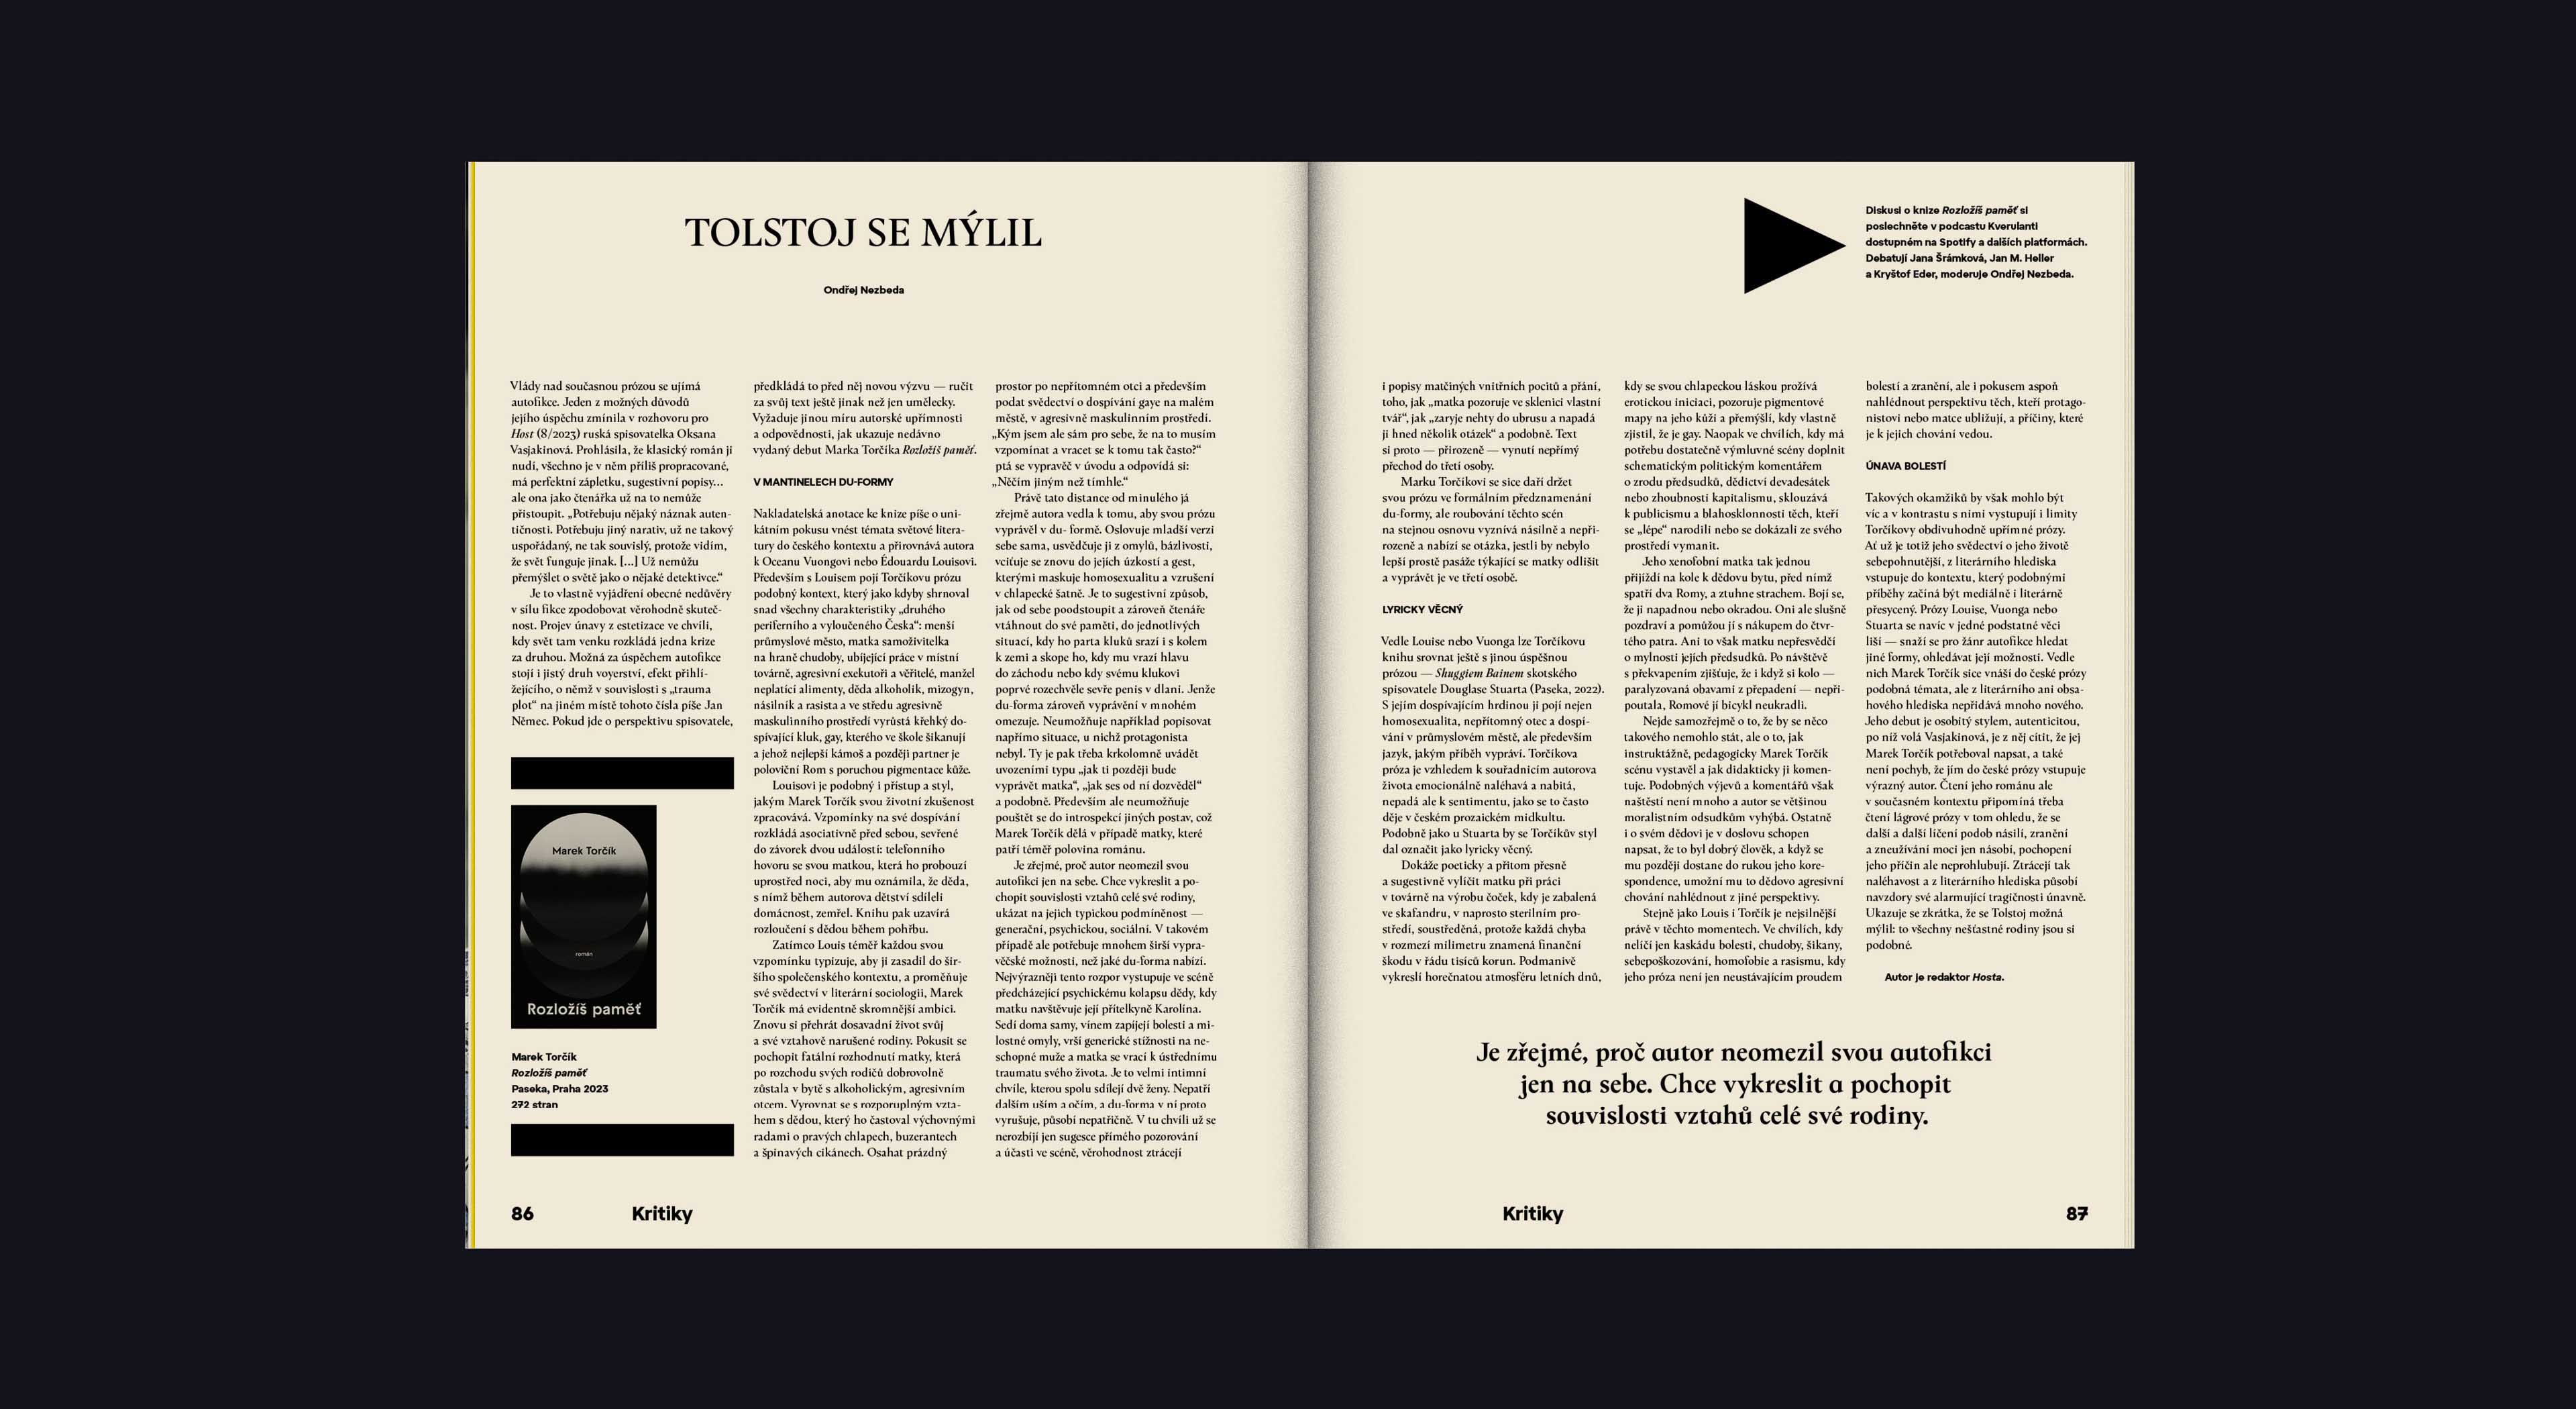 TOLSTOJ SE MÝLIL
Ondřej Nezbeda
Vlády nad současnou prózou se ujímá
autofikce. Jeden z možných důvodů
jejího úspěchu zmínila v rozhovoru pro
Host (8/2023) ruská spisovatelka Oksana
Vasjakinová. Prohlásila, že klasický román ji
nudí, všechno je v něm příliš propracované,
má perfektní zápletku, sugestivní popisy…
ale ona jako čtenářka už na to nemůže
přistoupit. „Potřebuju nějaký náznak auten-
tičnosti. Potřebuju jiný narativ, už ne takový
uspořádaný, ne tak souvislý, protože vidím,
že svět funguje jinak. […] Už nemůžu
přemýšlet o světě jako o nějaké detektivce.“
Je to vlastně vyjádření obecné nedůvěry
v sílu fikce zpodobovat věrohodně skuteč-
nost. Projev únavy z estetizace ve chvíli,
kdy svět tam venku rozkládá jedna krize
za druhou. Možná za úspěchem autofikce
stojí i jistý druh voyerství, efekt přihlí-
žejícího, o němž v souvislosti s „trauma
plot“ na jiném místě tohoto čísla píše Jan
Němec. Pokud jde o perspektivu spisovatele,
Marek Torčík
román
Rozložíš paměť
Marek Torčík
Rozložíš paměť
Paseka, Praha 2023
272 stran
předkládá to před něj novou výzvu — ručit
za svůj text ještě jinak než jen umělecky.
Vyžaduje jinou míru autorské upřímnosti
a odpovědnosti, jak ukazuje nedávno
vydaný debut Marka Torčíka Rozložíš paměť.
V MANTINELECH DU-FORMY
Nakladatelská anotace ke knize píše o uni-
kátním pokusu vnést témata světové litera-
tury do českého kontextu a přirovnává autora
k Oceanu Vuongovi nebo Édouardu Louisovi.
Především s Louisem pojí Torčíkovu prózu
podobný kontext, který jako kdyby shrnoval
snad všechny charakteristiky „druhého
periferního a vyloučeného Česka“: menší
průmyslové město, matka samoživitelka
na hraně chudoby, ubíjející práce v místní
továrně, agresivní exekutoři a věřitelé, manžel
neplatící alimenty, děda alkoholik, mizogyn,
násilník a rasista a ve středu agresivně
maskulinního prostředí vyrůstá křehký do-
spívající kluk, gay, kterého ve škole šikanují
a jehož nejlepší kámoš a později partner je
poloviční Rom s poruchou pigmentace kůže.
Louisovi je podobný i přístup a styl,
jakým Marek Torčík svou životní zkušenost
zpracovává. Vzpomínky na své dospívání
rozkládá asociativně před sebou, sevřené
do závorek dvou událostí: telefonního
hovoru se svou matkou, která ho probouzí
uprostřed noci, aby mu oznámila, že děda,
s nímž během autorova dětství sdíleli
domácnost, zemřel. Knihu pak uzavírá
rozloučení s dědou během pohřbu.
Zatímco Louis téměř každou svou
vzpomínku typizuje, aby ji zasadil do šir-
šího společenského kontextu, a proměňuje
své svědectví v literární sociologii, Marek
Torčík má evidentně skromnější ambici.
Znovu si přehrát dosavadní život svůj
a své vztahově narušené rodiny. Pokusit se
pochopit fatální rozhodnutí matky, která
po rozchodu svých rodičů dobrovolně
zůstala v bytě s alkoholickým, agresivním
otcem. Vyrovnat se s rozporuplným vzta-
hem s dědou, který ho častoval výchovnými
radami o pravých chlapech, buzerantech
a špinavých cikánech. Osahat prázdný
prostor po nepřítomném otci a především
podat svědectví o dospívání gaye na malém
městě, v agresivně maskulinním prostředí.
„Kým jsem ale sám pro sebe, že na to musím
vzpomínat a vracet se k tomu tak často?“
ptá se vypravěč v úvodu a odpovídá si:
„Něčím jiným než tímhle.“
Právě tato distance od minulého já
zřejmě autora vedla k tomu, aby svou prózu
vyprávěl v du- formě. Oslovuje mladší verzi
sebe sama, usvědčuje ji z omylů, bázlivosti,
vciťuje se znovu do jejích úzkostí a gest,
kterými maskuje homosexualitu a vzrušení
v chlapecké šatně. Je to sugestivní způsob,
jak od sebe poodstoupit a zároveň čtenáře
vtáhnout do své paměti, do jednotlivých
situací, kdy ho parta kluků srazí i s kolem
k zemi a skope ho, kdy mu vrazí hlavu
do záchodu nebo kdy svému klukovi
poprvé rozechvěle sevře penis v dlani. Jenže
du-forma zároveň vyprávění v mnohém
omezuje. Neumožňuje například popisovat
napřímo situace, u nichž protagonista
nebyl. Ty je pak třeba krkolomně uvádět
uvozeními typu „jak ti později bude
vyprávět matka“, „jak ses od ní dozvěděl“
a podobně. Především ale neumožňuje
pouštět se do introspekcí jiných postav, což
Marek Torčík dělá v případě matky, které
patří téměř polovina románu.
Je zřejmé, proč autor neomezil svou
autofikci jen na sebe. Chce vykreslit a po-
chopit souvislosti vztahů celé své rodiny,
ukázat na jejich typickou podmíněnost —
generační, psychickou, sociální. V takovém
případě ale potřebuje mnohem širší vypra-
věčské možnosti, než jaké du-forma nabízí.
Nejvýrazněji tento rozpor vystupuje ve scéně
předcházející psychickému kolapsu dědy, kdy
matku navštěvuje její přítelkyně Karolína.
Sedí doma samy, vínem zapíjejí bolesti a mi-
lostné omyly, vrší generické stížnosti na ne-
schopné muže a matka se vrací k ústřednímu
traumatu svého života. Je to velmi intimní
chvíle, kterou spolu sdílejí dvě ženy. Nepatří
dalším uším a očím, a du-forma v ní proto
vyrušuje, působí nepatřičně. V tu chvíli už se
nerozbíjí jen sugesce přímého pozorování
a účasti ve scéně, věrohodnost ztrácejí
86
Kritiky
Diskusi o knize Rozložíš paměť si
poslechněte v podcastu Kverulanti
dostupném na Spotify a dalších platformách.
Debatují Jana Šrámková, Jan M. Heller
a Kryštof Eder, moderuje Ondřej Nezbeda.
i popisy matčiných vnitřních pocitů a přání,
toho, jak „matka pozoruje ve sklenici vlastní
tvář“, jak „zaryje nehty do ubrusu a napadá
ji hned několik otázek“ a podobně. Text
si proto — přirozeně — vynutí nepřímý
přechod do třetí osoby.
Marku Torčíkovi se sice daří držet
svou prózu ve formálním předznamenání
du-formy, ale roubování těchto scén
na stejnou osnovu vyznívá násilně a nepři-
rozeně a nabízí se otázka, jestli by nebylo
lepší prostě pasáže týkající se matky odlišit
a vyprávět je ve třetí osobě.
LYRICKY VĚCNÝ
Vedle Louise nebo Vuonga lze Torčíkovu
knihu srovnat ještě s jinou úspěšnou
prózou — Shuggiem Bainem skotského
spisovatele Douglase Stuarta (Paseka, 2022).
S jejím dospívajícím hrdinou ji pojí nejen
homosexualita, nepřítomný otec a dospí-
vání v průmyslovém městě, ale především
jazyk, jakým příběh vypráví. Torčíkova
próza je vzhledem k souřadnicím autorova
života emocionálně naléhavá a nabitá,
nepadá ale k sentimentu, jako se to často
děje v českém prozaickém midkultu.
Podobně jako u Stuarta by se Torčíkův styl
dal označit jako lyricky věcný.
Dokáže poeticky a přitom přesně
a sugestivně vylíčit matku při práci
v továrně na výrobu čoček, kdy je zabalená
ve skafandru, v naprosto sterilním pro-
středí, soustředěná, protože každá chyba
v rozmezí milimetru znamená finanční
škodu v řádu tisíců korun. Podmanivě
vykreslí horečnatou atmosféru letních dnů,
kdy se svou chlapeckou láskou prožívá
erotickou iniciaci, pozoruje pigmentové
mapy na jeho kůži a přemýšlí, kdy vlastně
zjistil, že je gay. Naopak ve chvílích, kdy má
potřebu dostatečně výmluvné scény doplnit
schematickým politickým komentářem
o zrodu předsudků, dědictví devadesátek
nebo zhoubnosti kapitalismu, sklouzává
k publicismu a blahosklonnosti těch, kteří
se „lépe“ narodili nebo se dokázali ze svého
prostředí vymanit.
Jeho xenofobní matka tak jednou
přijíždí na kole k dědovu bytu, před nímž
spatří dva Romy, a ztuhne strachem. Bojí se,
že ji napadnou nebo okradou. Oni ale slušně
pozdraví a pomůžou jí s nákupem do čtvr-
tého patra. Ani to však matku nepřesvědčí
o mylnosti jejích předsudků. Po návštěvě
s překvapením zjišťuje, že i když si kolo —
paralyzovaná obavami z přepadení — nepři-
poutala, Romové jí bicykl neukradli.
Nejde samozřejmě o to, že by se něco
takového nemohlo stát, ale o to, jak
instruktážně, pedagogicky Marek Torčík
scénu vystavěl a jak didakticky ji komen-
tuje. Podobných výjevů a komentářů však
naštěstí není mnoho a autor se většinou
moralistním odsudkům vyhýbá. Ostatně
i o svém dědovi je v doslovu schopen
napsat, že to byl dobrý člověk, a když se
mu později dostane do rukou jeho kore-
spondence, umožní mu to dědovo agresivní
chování nahlédnout z jiné perspektivy.
Stejně jako Louis i Torčík je nejsilnější
právě v těchto momentech. Ve chvílích, kdy
nelíčí jen kaskádu bolesti, chudoby, šikany,
sebepoškozování, homofobie a rasismu, kdy
jeho próza není jen neustávajícím proudem
bolestí a zranění, ale i pokusem aspoň
nahlédnout perspektivu těch, kteří protago-
nistovi nebo matce ubližují, a příčiny, které
je k jejich chování vedou.
ÚNAVA BOLESTÍ
Takových okamžiků by však mohlo být
víc a v kontrastu s nimi vystupují i limity
Torčíkovy obdivuhodně upřímné prózy.
Ať už je totiž jeho svědectví o jeho životě
sebepohnutější, z literárního hlediska
vstupuje do kontextu, který podobnými
příběhy začíná být mediálně i literárně
přesycený. Prózy Louise, Vuonga nebo
Stuarta se navíc v jedné podstatné věci
liší — snaží se pro žánr autofikce hledat
jiné formy, ohledávat její možnosti. Vedle
nich Marek Torčík sice vnáší do české prózy
podobná témata, ale z literárního ani obsa-
hového hlediska nepřidává mnoho nového.
Jeho debut je osobitý stylem, autenticitou,
po níž volá Vasjakinová, je z něj cítit, že jej
Marek Torčík potřeboval napsat, a také
není pochyb, že jím do české prózy vstupuje
výrazný autor. Čtení jeho románu ale
v současném kontextu připomíná třeba
čtení lágrové prózy v tom ohledu, že se
další a další líčení podob násilí, zranění
a zneužívání moci jen násobí, pochopení
jeho příčin ale neprohlubují. Ztrácejí tak
naléhavost a z literárního hlediska působí
navzdory své alarmující tragičnosti únavně.
Ukazuje se zkrátka, že se Tolstoj možná
mýlil: to všechny nešťastné rodiny jsou si
podobné.
Autor je redaktor Hosta.
Je zřejmé, proč autor neomezil svou autofikci
jen na sebe. Chce vykreslit a pochopit
souvislosti vztahů celé své rodiny.
Kritiky
87